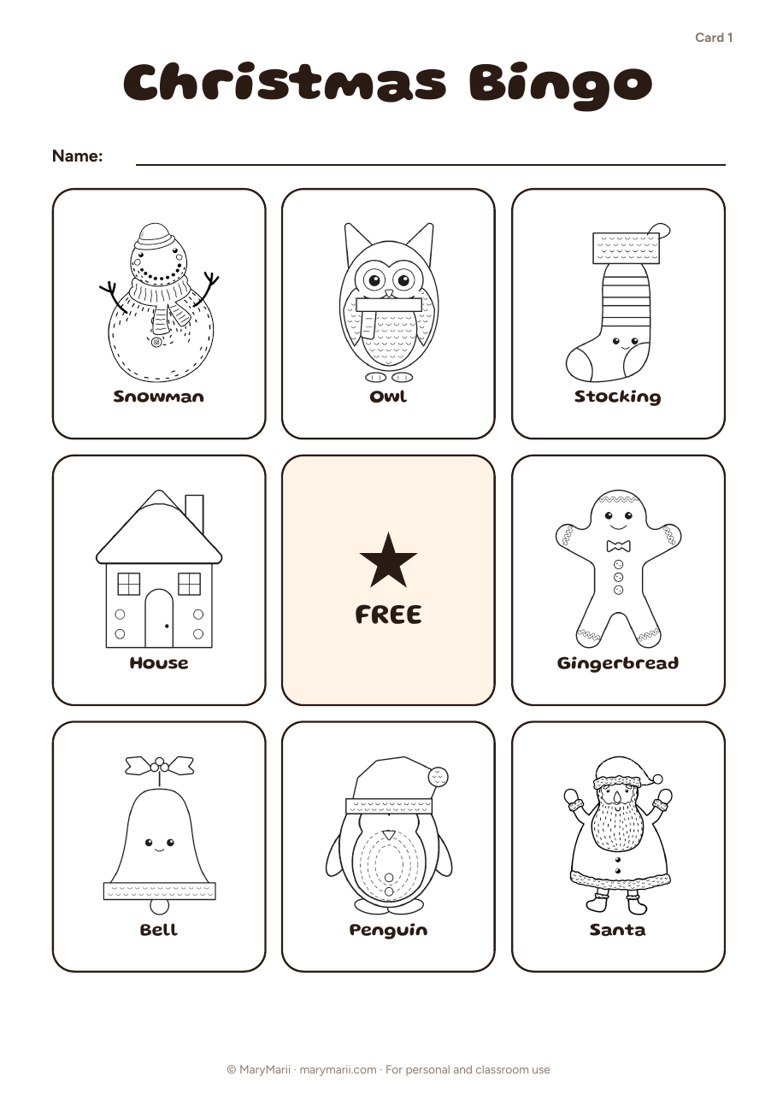 Card 1
Christmas Bingo
Name:
Snowman
Owl
Stocking
House
FREE
Gingerbread
Bell
Penguin
Santa
© MaryMarii · marymarii.com · For personal and classroom use